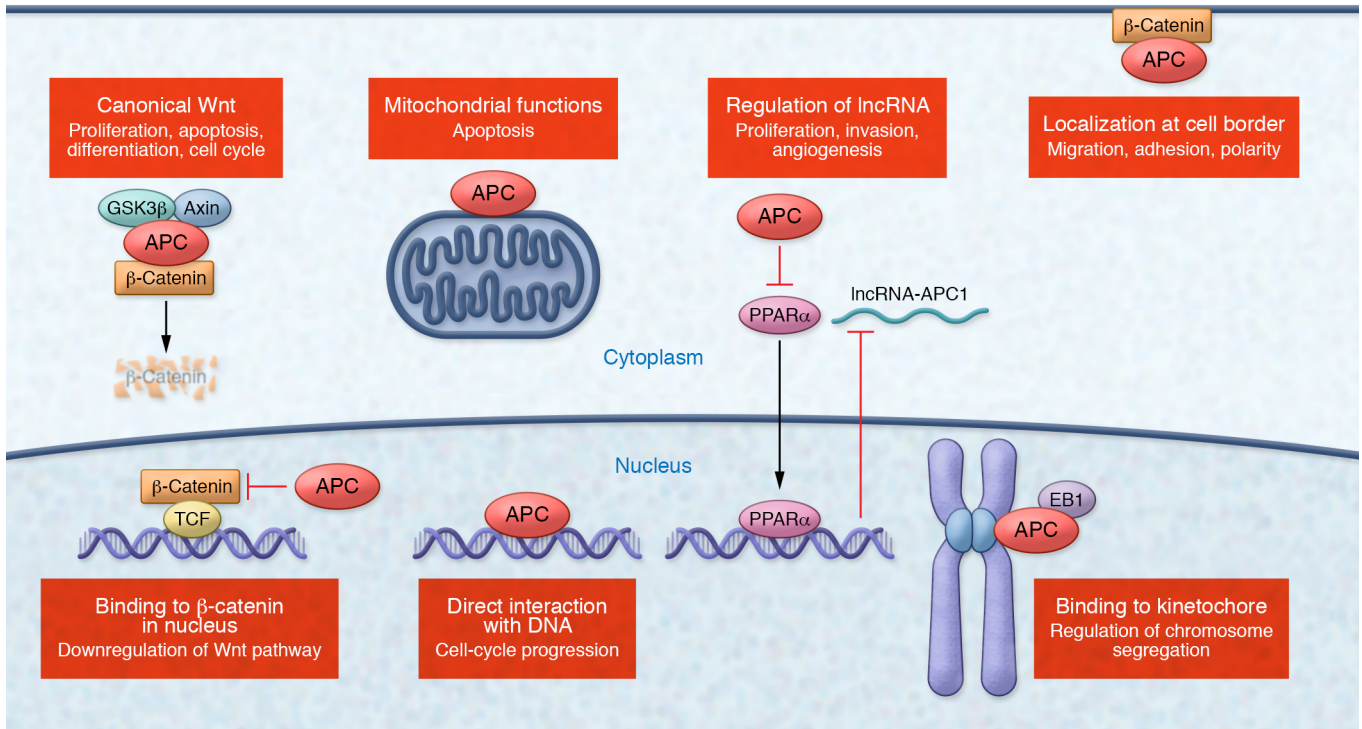 β-Catenin
APC
Canonical Wnt
Proliferation, apoptosis,
differentiation, cell cycle
Mitochondrial functions
Apoptosis
Regulation of lncRNA
Proliferation, invasion,
angiogenesis
Localization at cell border
Migration, adhesion, polarity
GSK3β
Axin
APC
β-Catenin
β-Catenin
APC
APC
PPARα
lncRNA-APC1
Cytoplasm
Nucleus
β-Catenin
APC
TCF
APC
PPARα
EB1
APC
Binding to β-catenin
in nucleus
Downregulation of Wnt pathway
Direct interaction
with DNA
Cell-cycle progression
Binding to kinetochore
Regulation of chromosome
segregation